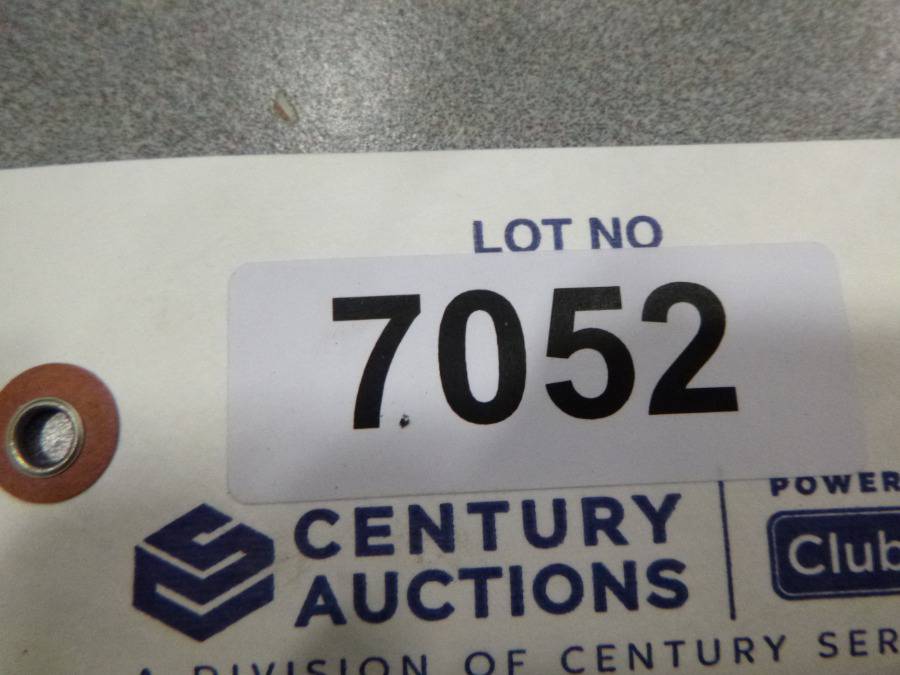 LOT NO
7052
CENTURY
AUCTIONS
POWER
Club
A DIVISION OF CENTURY SER